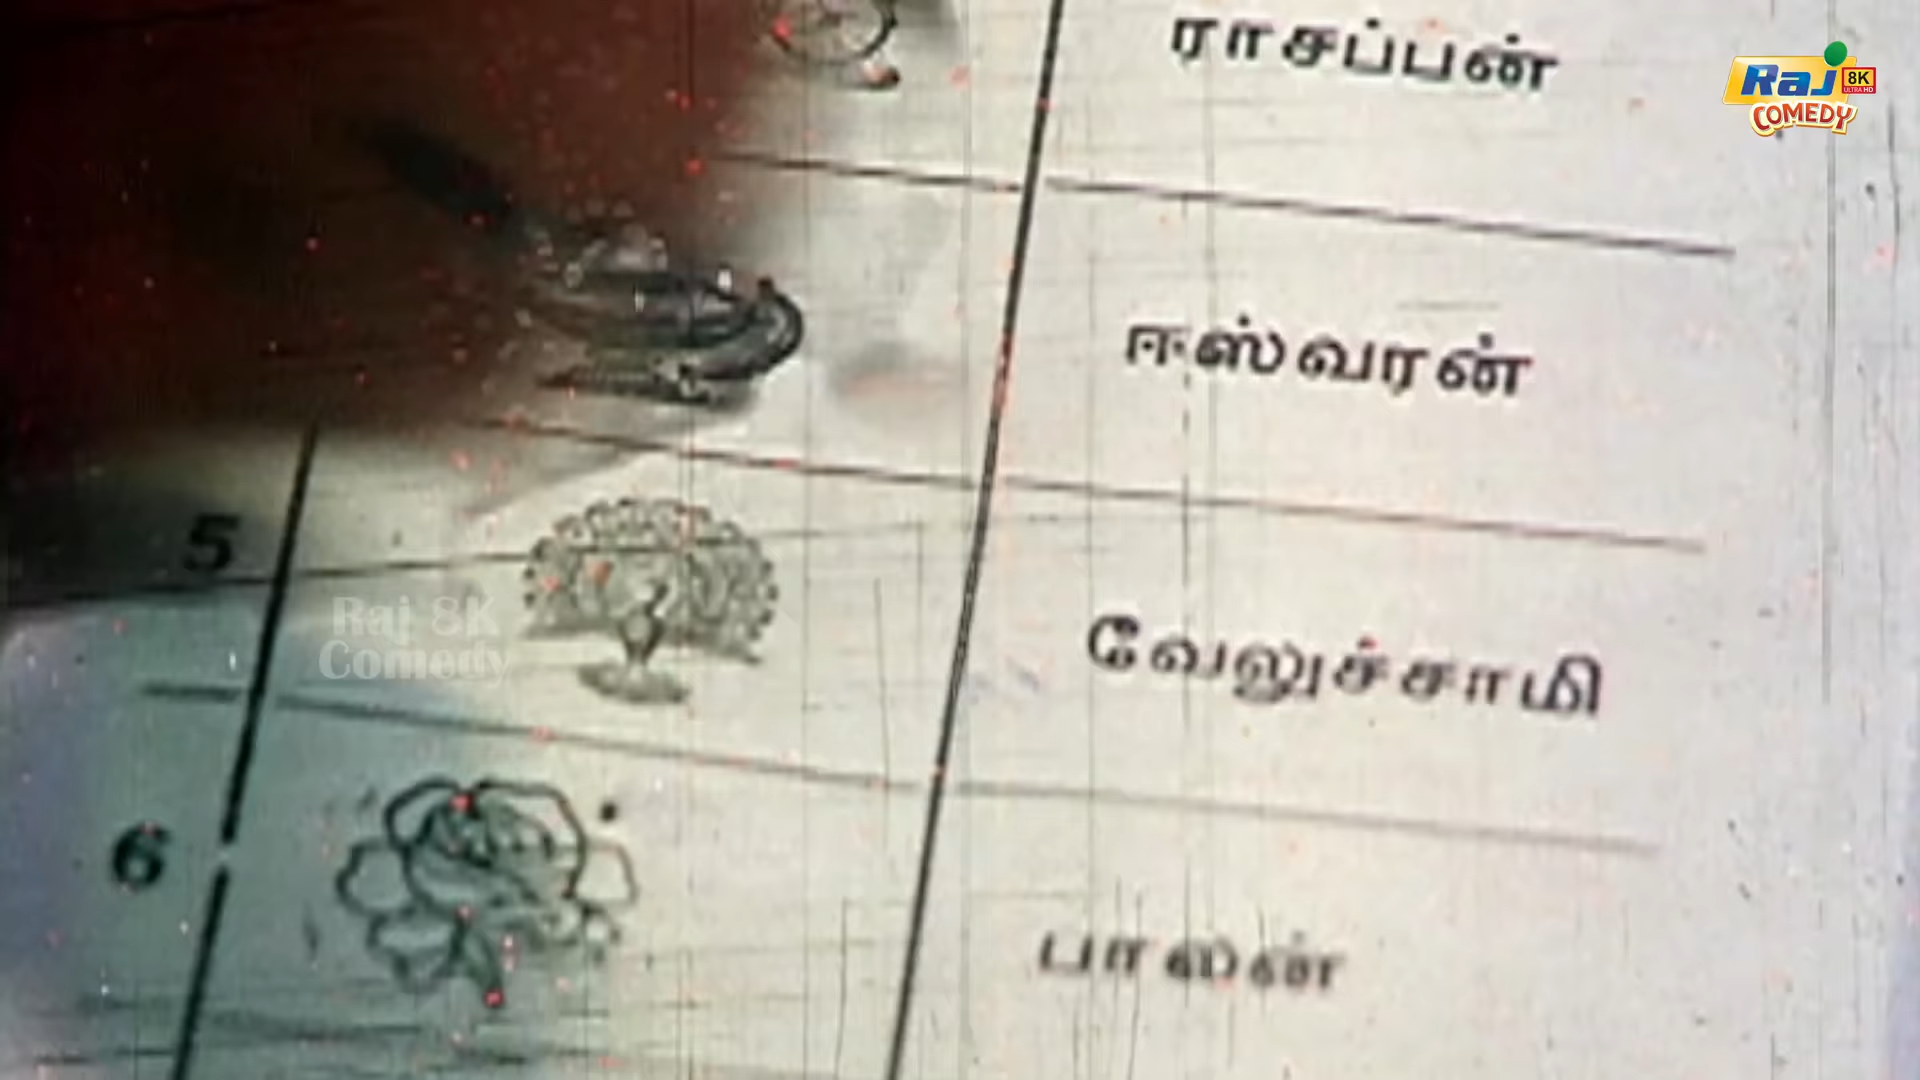 ராசப்பன்
Raj 8K
ULTRA HD
COMEDY
ஈஸ்வரன்
5
வேலுச்சாமி
Raj 8K
Comedy
6
பாலன்